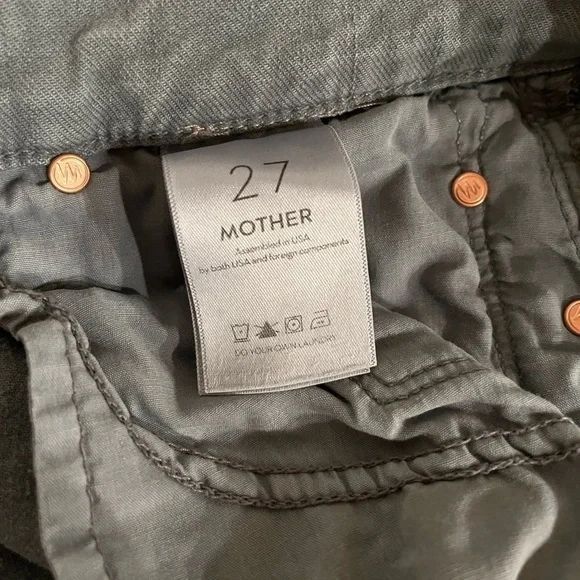 27
MOTHER
Assembled in USA
by both USA and foreign components
DO YOUR OWN LAUNDRY